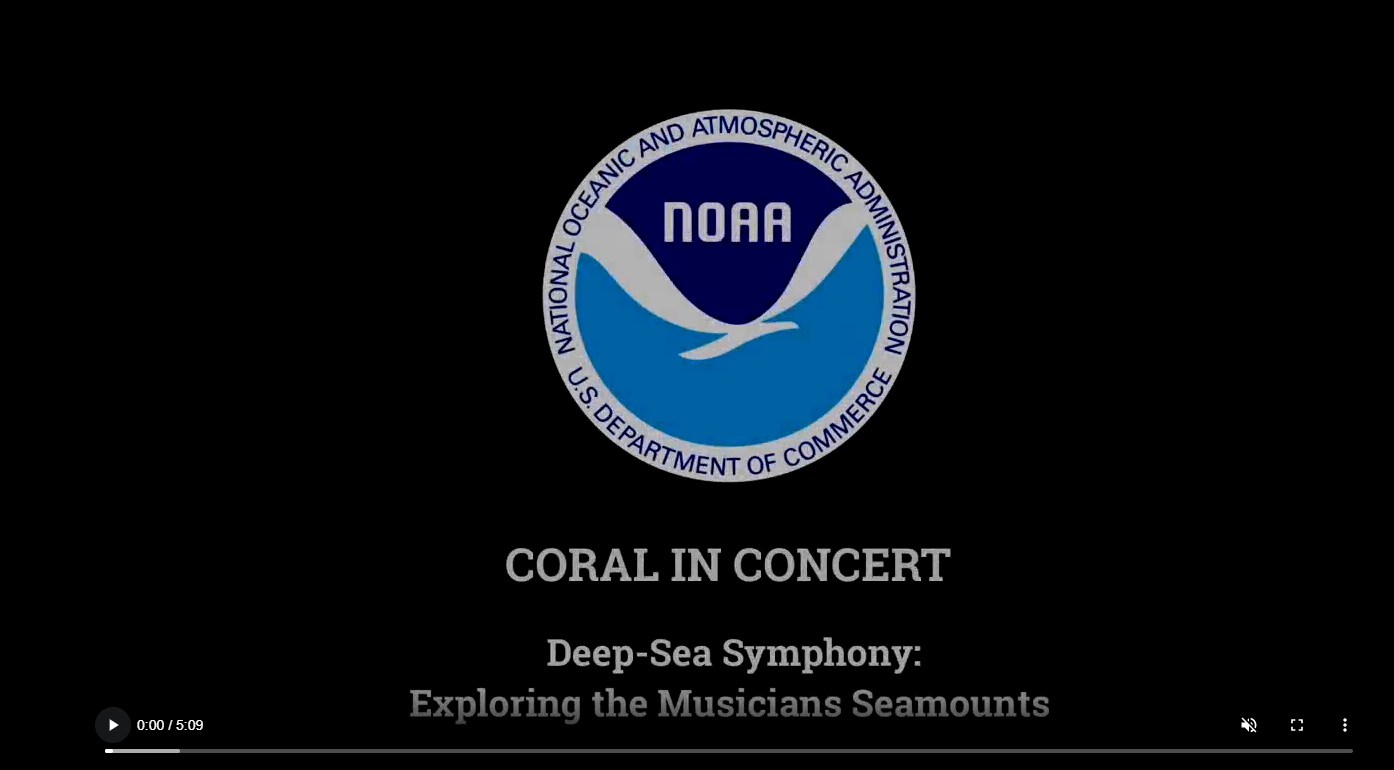 NATIONAL OCEANIC AND ATMOSPHERIC ADMINISTRATION
NOAA
U.S. DEPARTMENT OF COMMERCE
CORAL IN CONCERT
Deep-Sea Symphony:
Exploring the Musicians Seamounts
0:00 / 5:09